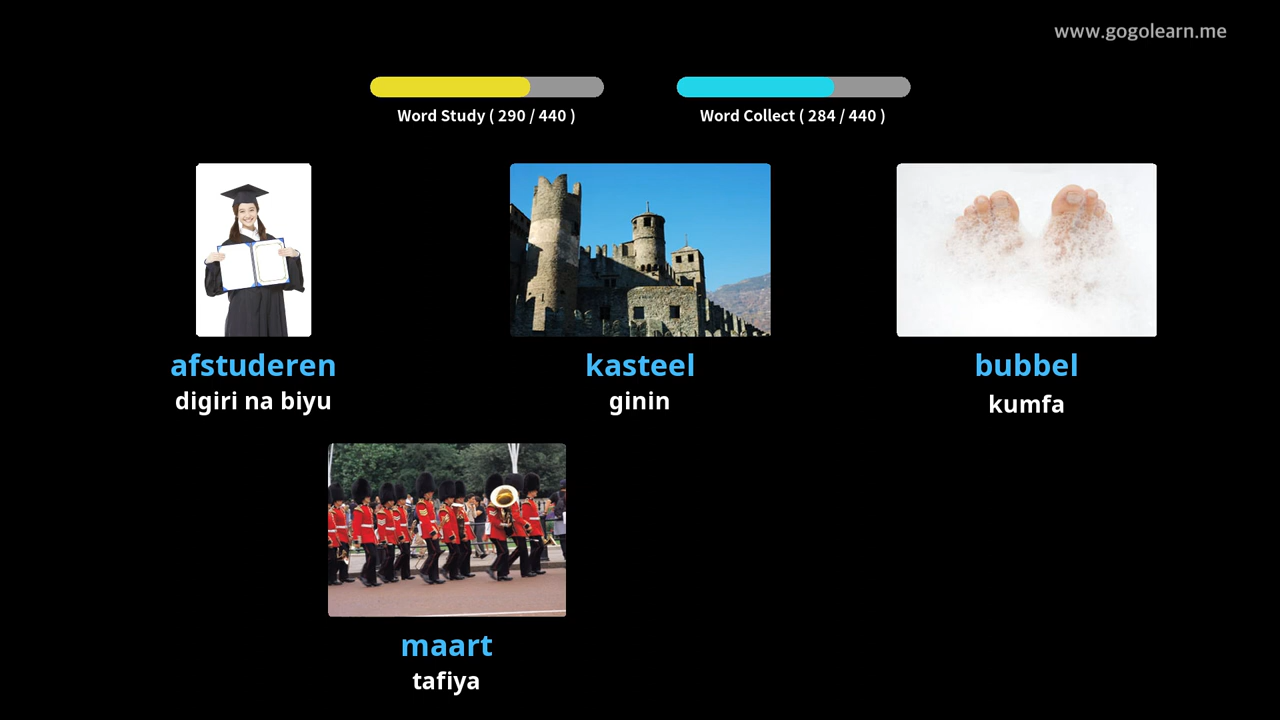 www.gogolearn.me
Word Study ( 290 / 440 )
Word Collect ( 284 / 440 )
afstuderen
digiri na biyu
kasteel
ginin
bubbel
kumfa
maart
tafiya